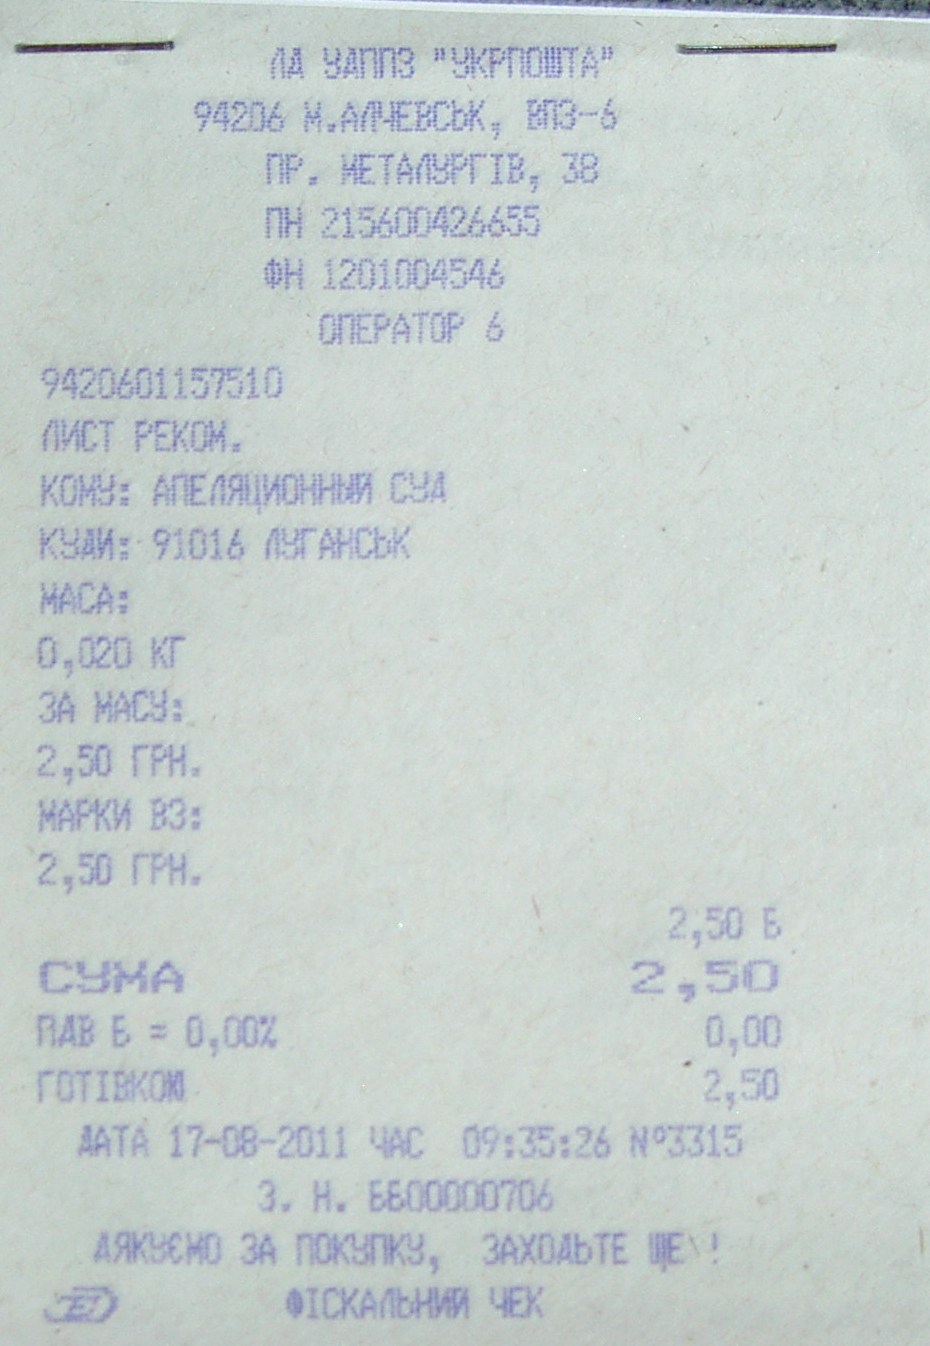 ЛА УДППЗ "УКРПОШТА"
94206 М.АЛЧЕВСЬК, ВПЗ-6
ПР. МЕТАЛУРГІВ, 38
ПН 215600426655
ФН 1201004546
ОПЕРАТОР 6
9420601157510
ЛИСТ РЕКОМ.
КОМУ: АПЕЛЯЦИОННЫЙ СУД
КУДИ: 91016 ЛУГАНСЬК
МАСА:
0,020 КГ
ЗА МАСУ:
2,50 ГРН.
МАРКИ ВЗ:
2,50 ГРН.
2,50 Б
СУМА 2,50
ПДВ Б = 0,00% 0,00
ГОТІВКОЮ 2,50
ДАТА 17-08-2011 ЧАС 09:35:26 №3315
З. Н. ББ00000706
ДЯКУЄМО ЗА ПОКУПКУ, ЗАХОДЬТЕ ЩЕ !
ФІСКАЛЬНИЙ ЧЕК